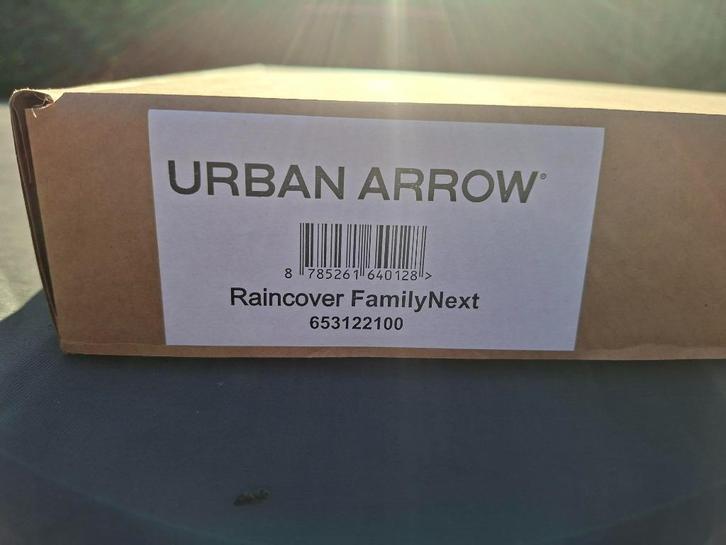 URBAN ARROW
8 785261 640128 >
Raincover FamilyNext
653122100